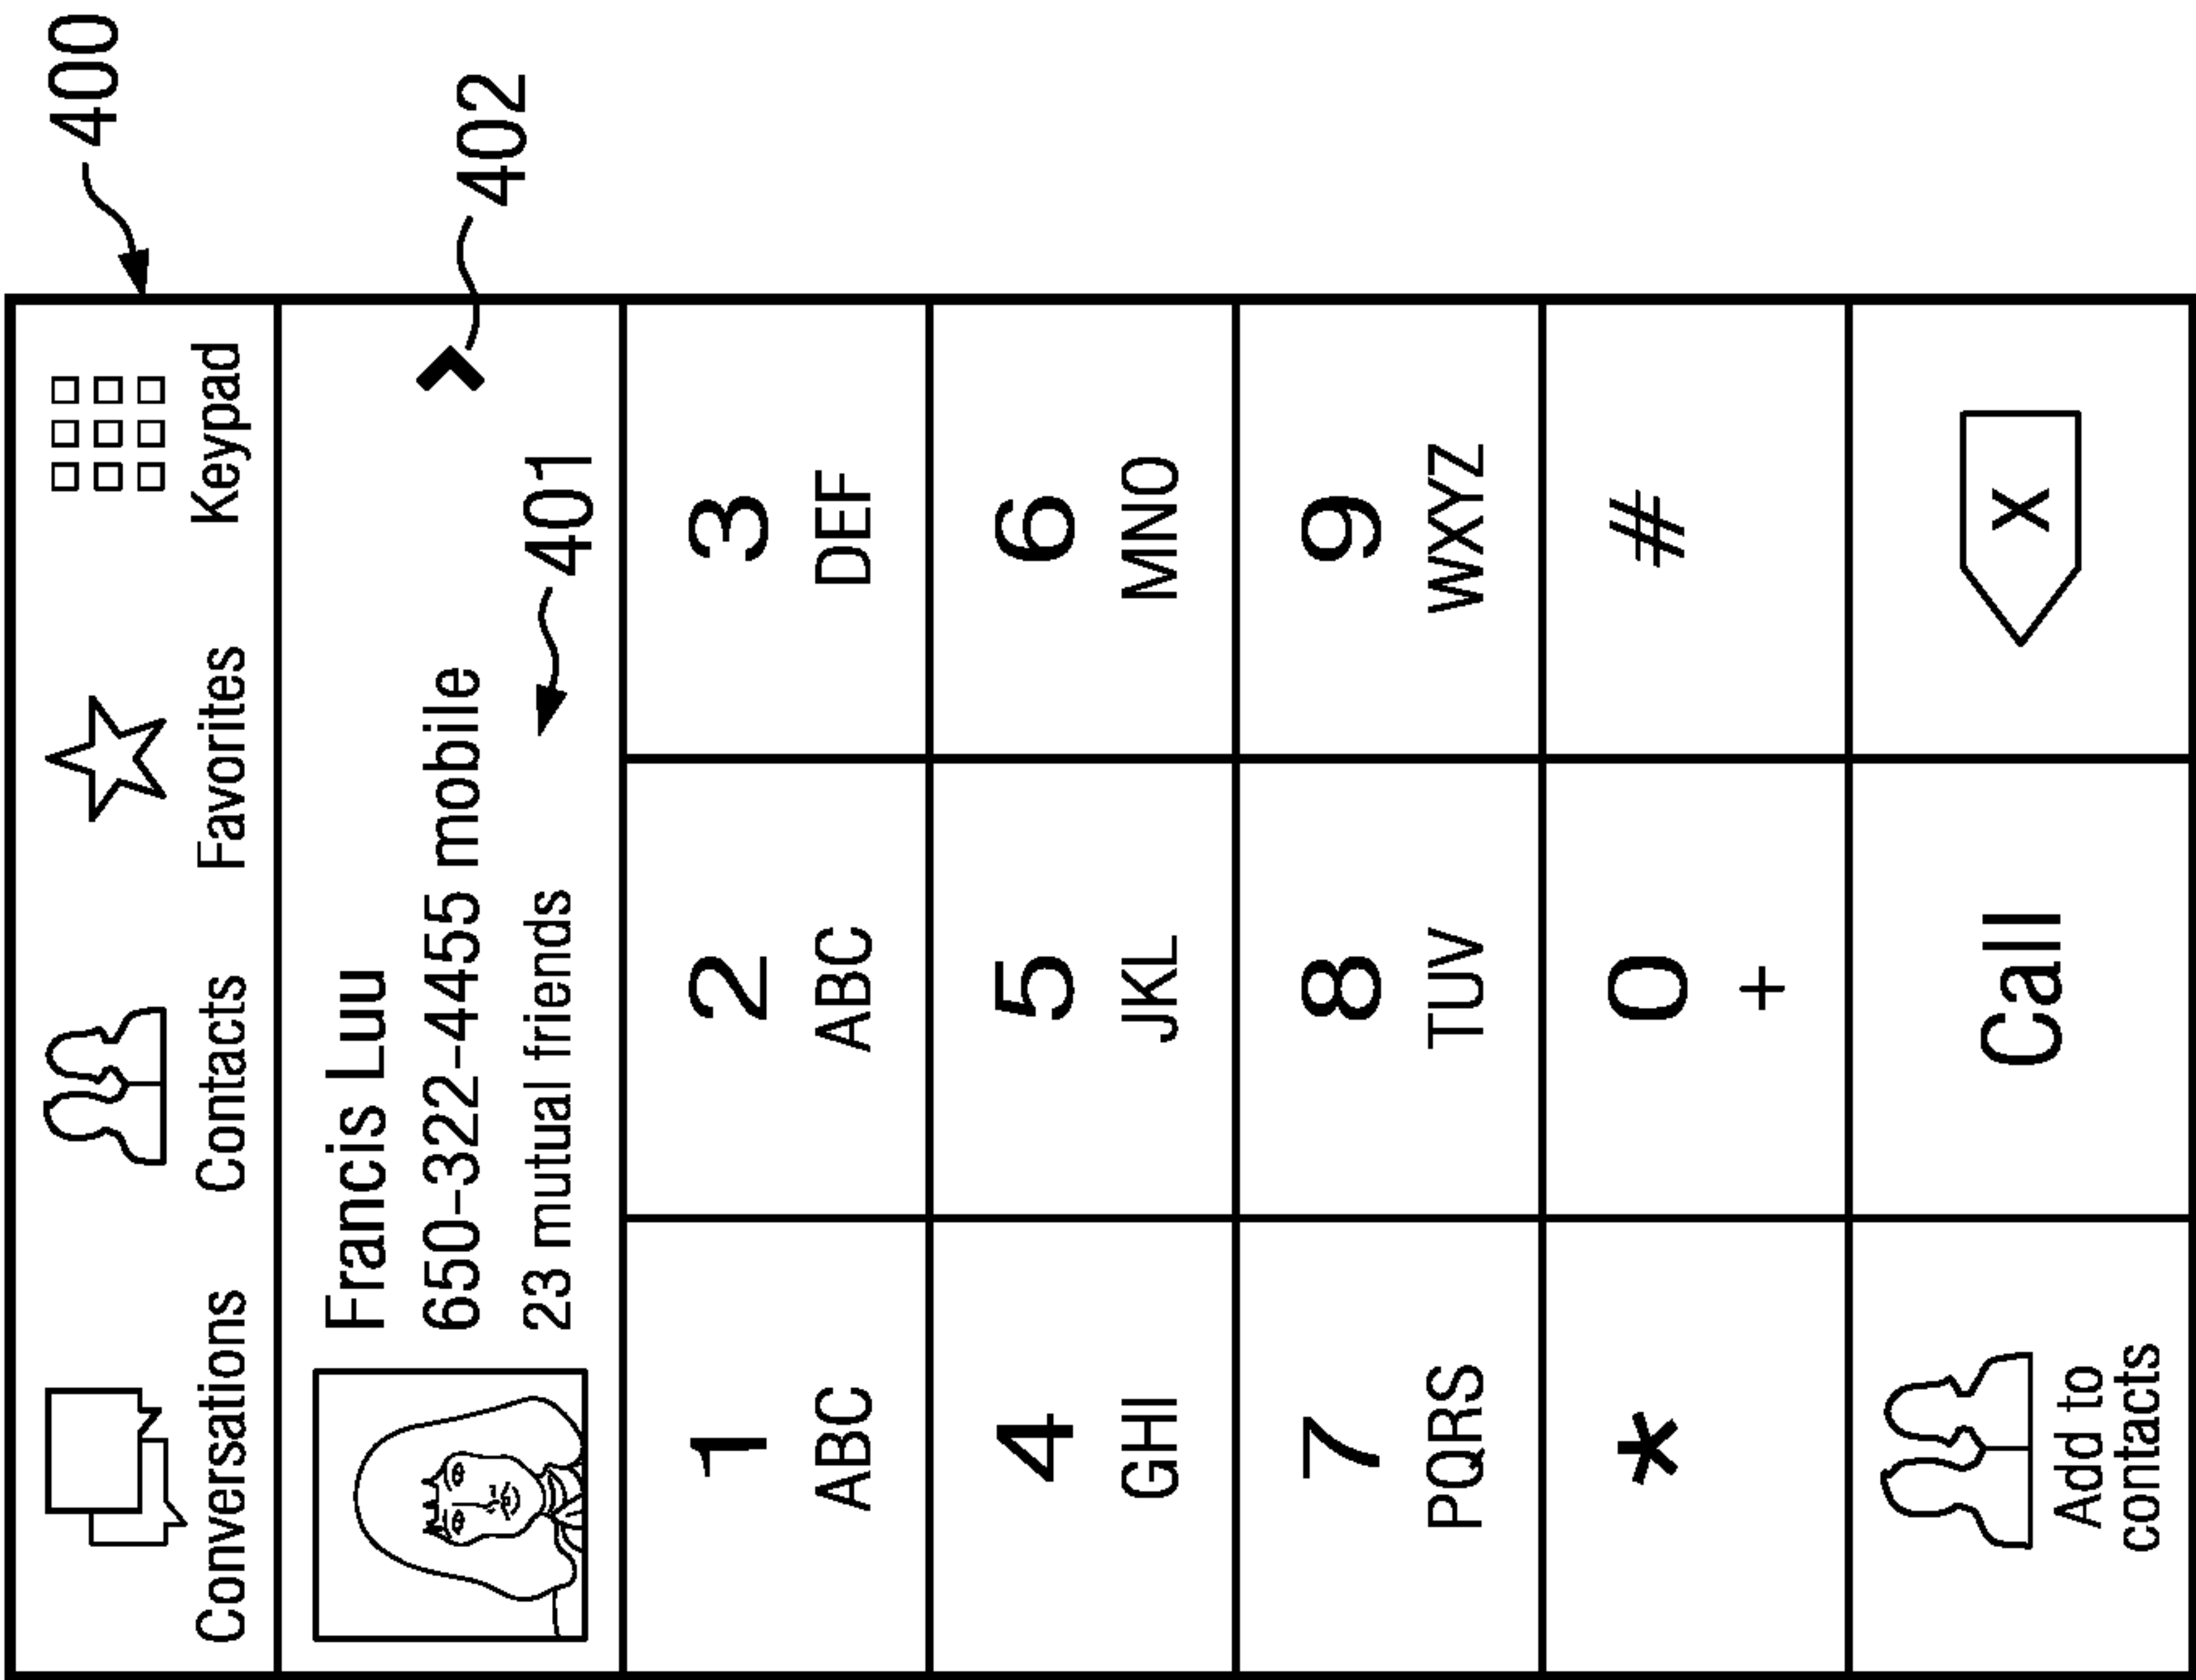 400
Conversations Contacts Favorites Keypad
Francis Luu
650-322-4455 mobile
402
23 mutual friends
401
1 2 3
ABC ABC DEF
4 5 6
GHI JKL MNO
7 8 9
PQRS TUV WXYZ
* 0 #
+
Add to
contacts
Call
X